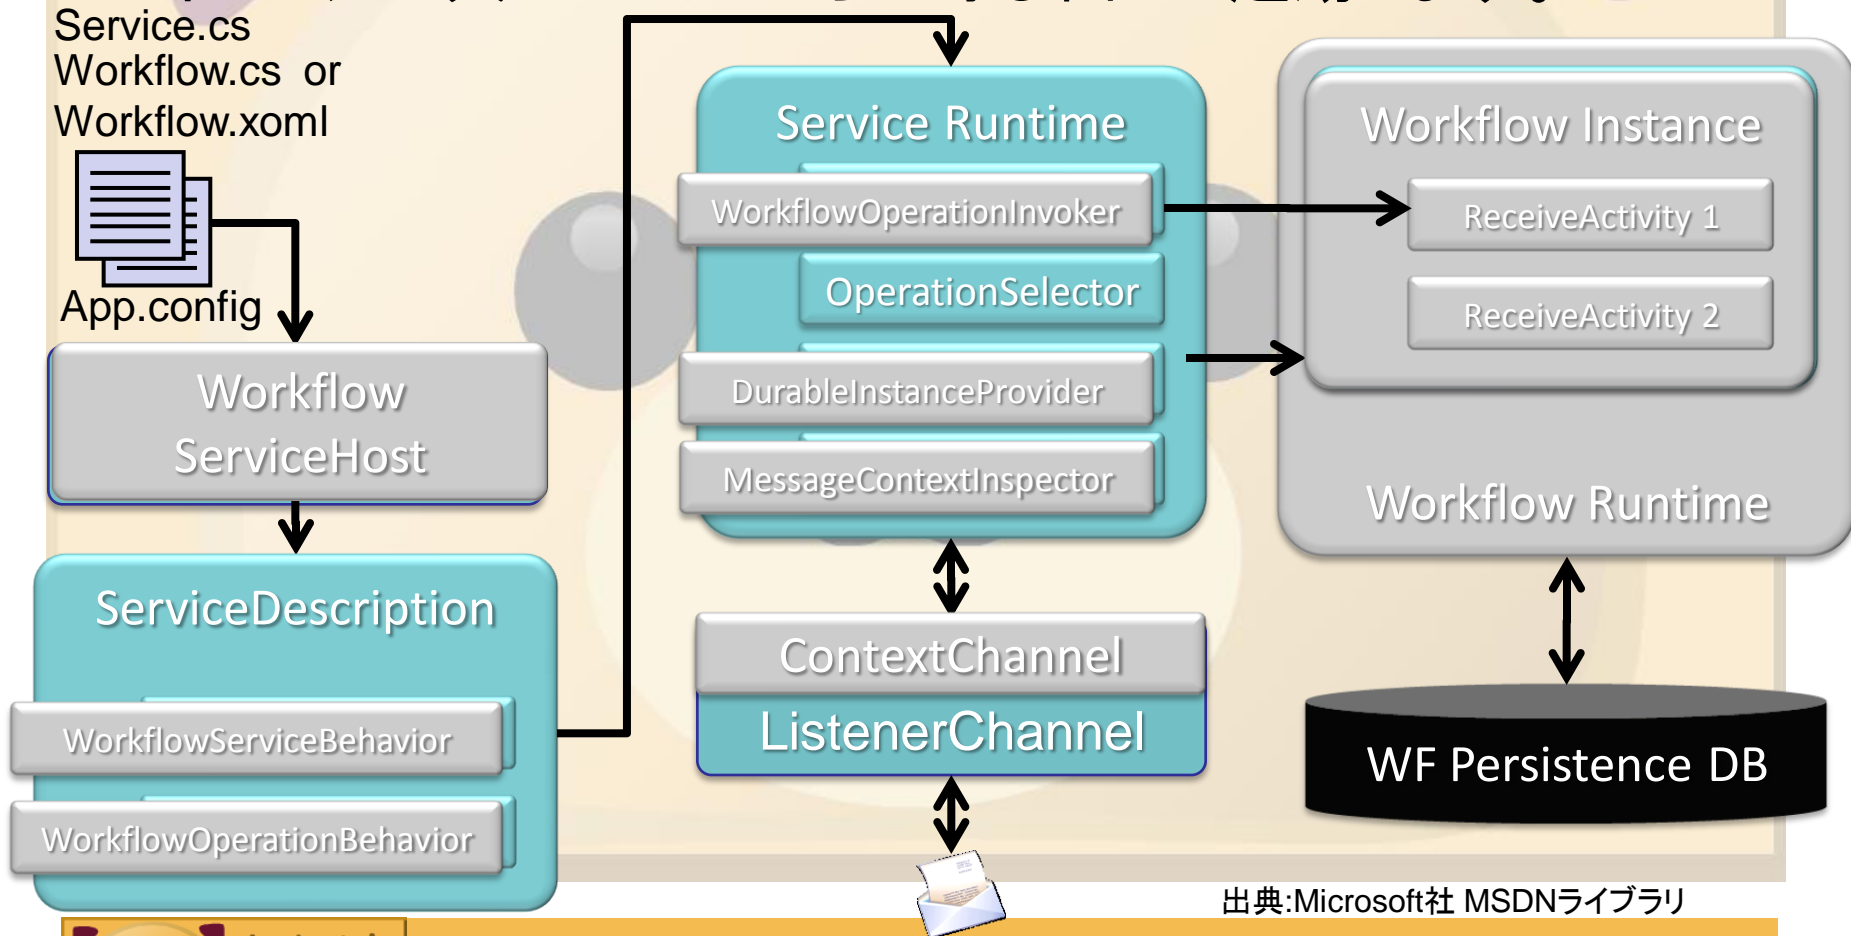 Service.cs
Workflow.cs or
Workflow.xoml
App.config
Workflow
ServiceHost
ServiceDescription
WorkflowServiceBehavior
WorkflowOperationBehavior
Service Runtime
WorkflowOperationInvoker
OperationSelector
DurableInstanceProvider
MessageContextInspector
ContextChannel
ListenerChannel
Workflow Instance
ReceiveActivity 1
ReceiveActivity 2
Workflow Runtime
WF Persistence DB
出典:Microsoft社 MSDNライブラリ